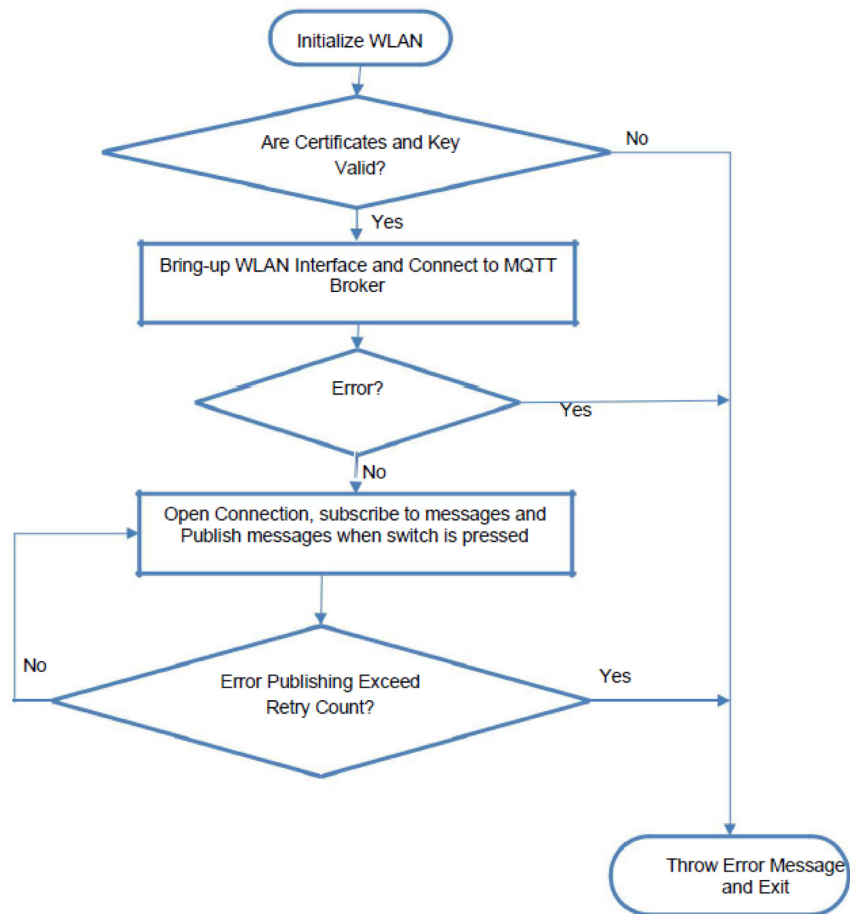 Initialize WLAN
Are Certificates and Key
Valid?
No
Yes
Bring-up WLAN Interface and Connect to MQTT
Broker
Error?
Yes
No
Open Connection, subscribe to messages and
Publish messages when switch is pressed
No
Error Publishing Exceed
Retry Count?
Yes
Throw Error Message
and Exit